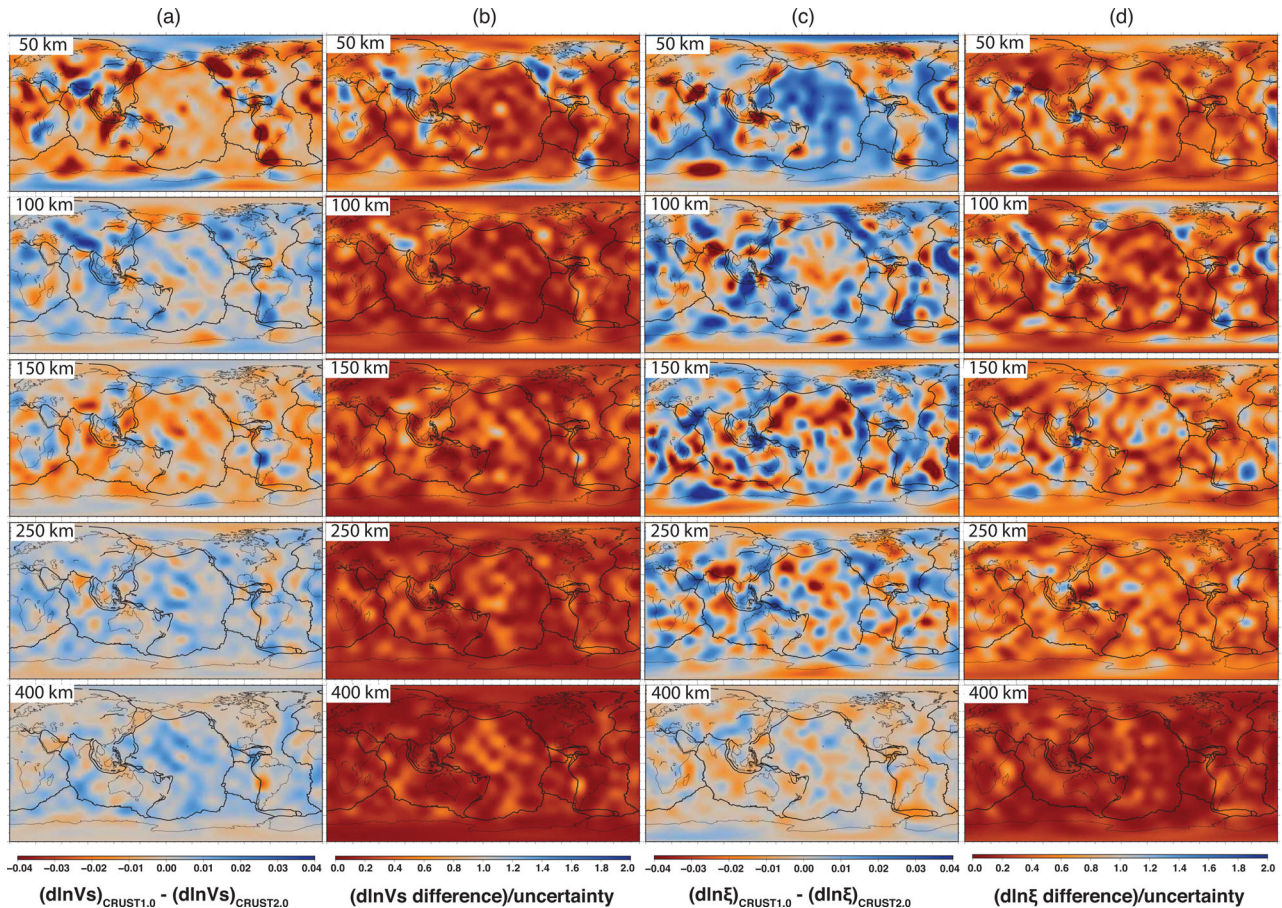 (a) (b) (c) (d)
50 km 50 km 50 km 50 km
100 km 100 km 100 km 100 km
150 km 150 km 150 km 150 km
250 km 250 km 250 km 250 km
400 km 400 km 400 km 400 km
-0.04 -0.03 -0.02 -0.01 0.00 0.01 0.02 0.03 0.04 0.0 0.2 0.4 0.6 0.8 1.0 1.2 1.4 1.6 1.8 2.0 -0.04 -0.03 -0.02 -0.01 0.00 0.01 0.02 0.03 0.04 0.0 0.2 0.4 0.6 0.8 1.0 1.2 1.4 1.6 1.8 2.0
(dlnVs)CRUST1.0 - (dlnVs)CRUST2.0 (dlnVs difference)/uncertainty (dlnξ)CRUST1.0 - (dlnξ)CRUST2.0 (dlnξ difference)/uncertainty